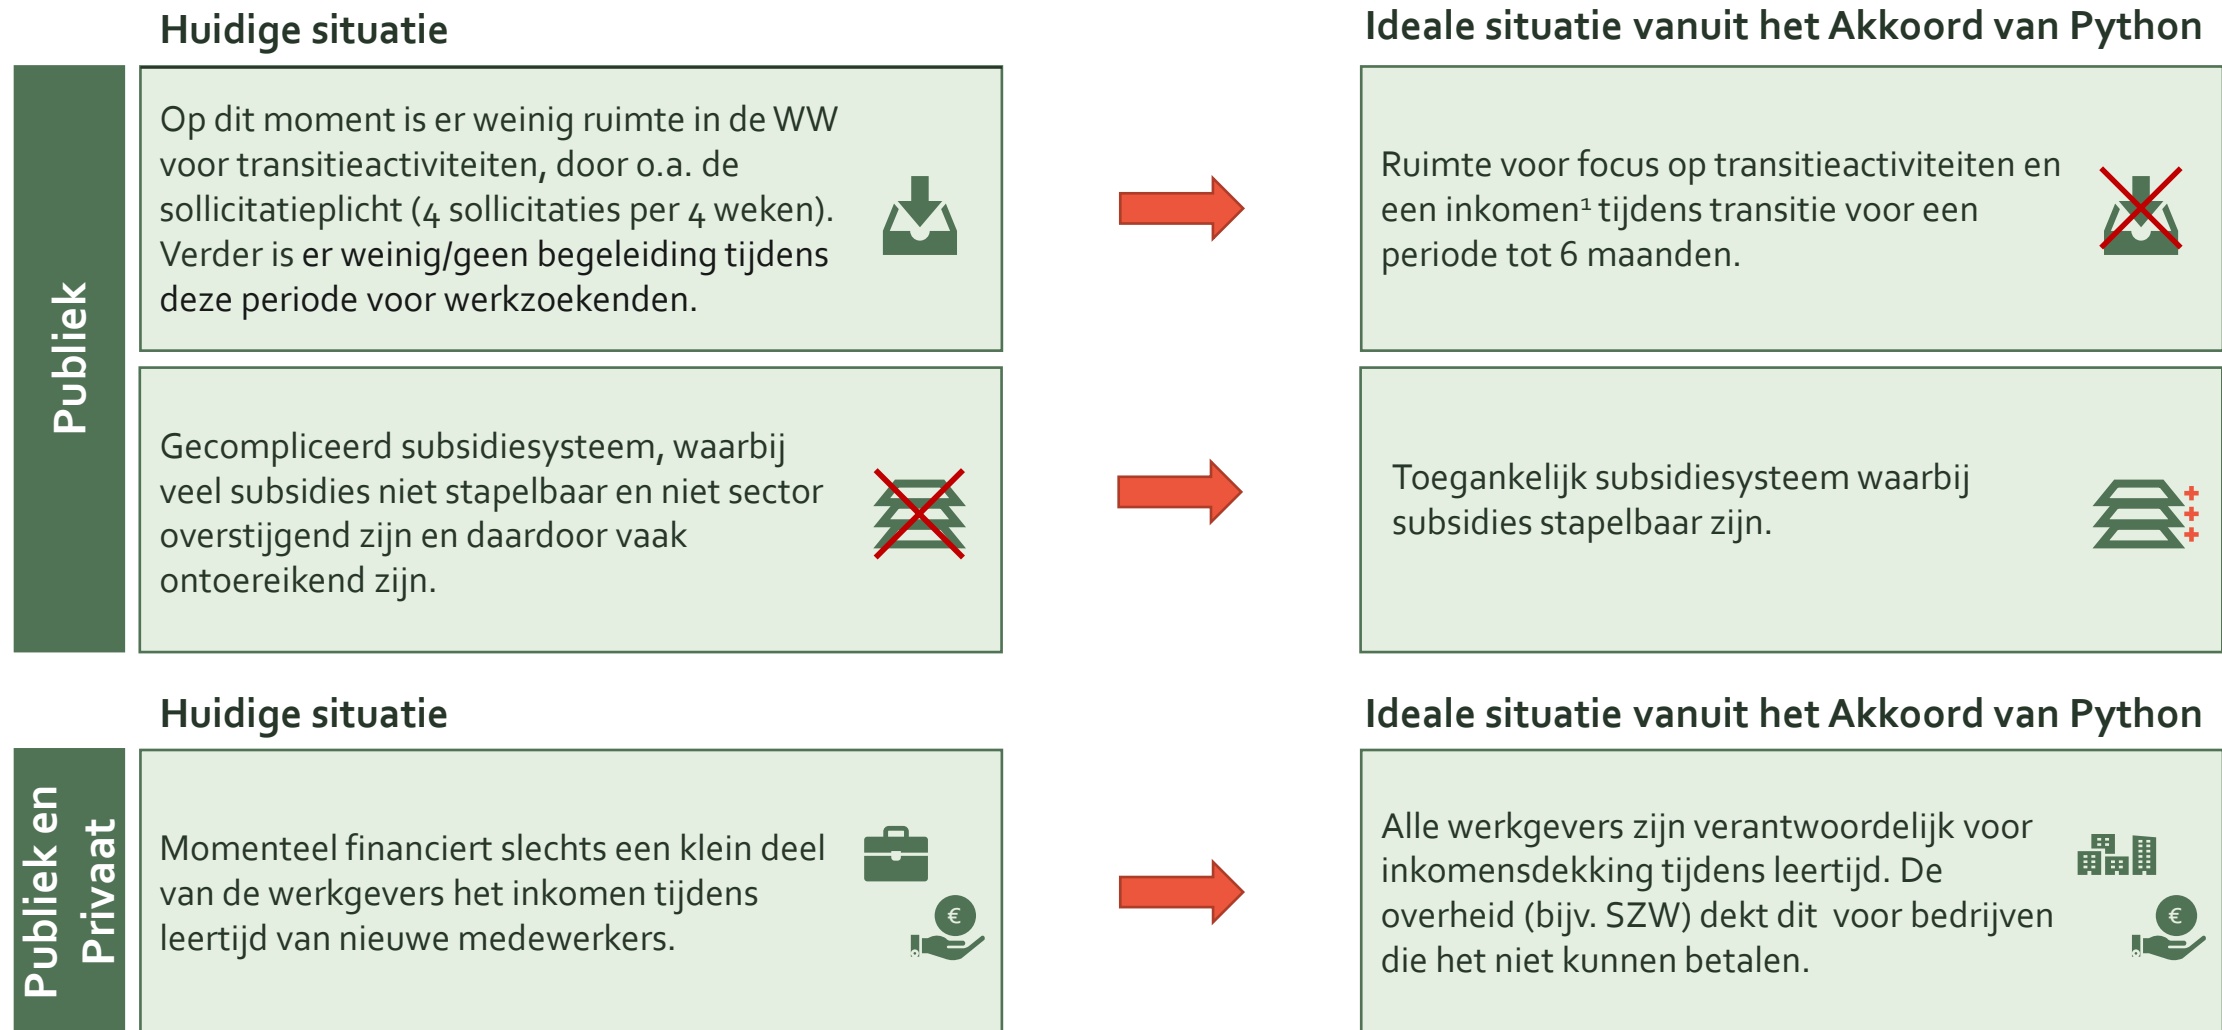 Huidige situatie
Ideale situatie vanuit het Akkoord van Python
Publiek
Op dit moment is er weinig ruimte in de WW
voor transitieactiviteiten, door o.a. de
sollicitatieplicht (4 sollicitaties per 4 weken).
Verder is er weinig/geen begeleiding tijdens
deze periode voor werkzoekenden.
Ruimte voor focus op transitieactiviteiten en
een inkomen¹ tijdens transitie voor een
periode tot 6 maanden.
Gecompliceerd subsidiesysteem, waarbij
veel subsidies niet stapelbaar en niet sector
overstijgend zijn en daardoor vaak
ontoereikend zijn.
Toegankelijk subsidiesysteem waarbij
subsidies stapelbaar zijn.
+
+
+
Huidige situatie
Ideale situatie vanuit het Akkoord van Python
Publiek en
Privaat
Momenteel financiert slechts een klein deel
van de werkgevers het inkomen tijdens
leertijd van nieuwe medewerkers.
€
Alle werkgevers zijn verantwoordelijk voor
inkomensdekking tijdens leertijd. De
overheid (bijv. SZW) dekt dit  voor bedrijven
die het niet kunnen betalen.
€